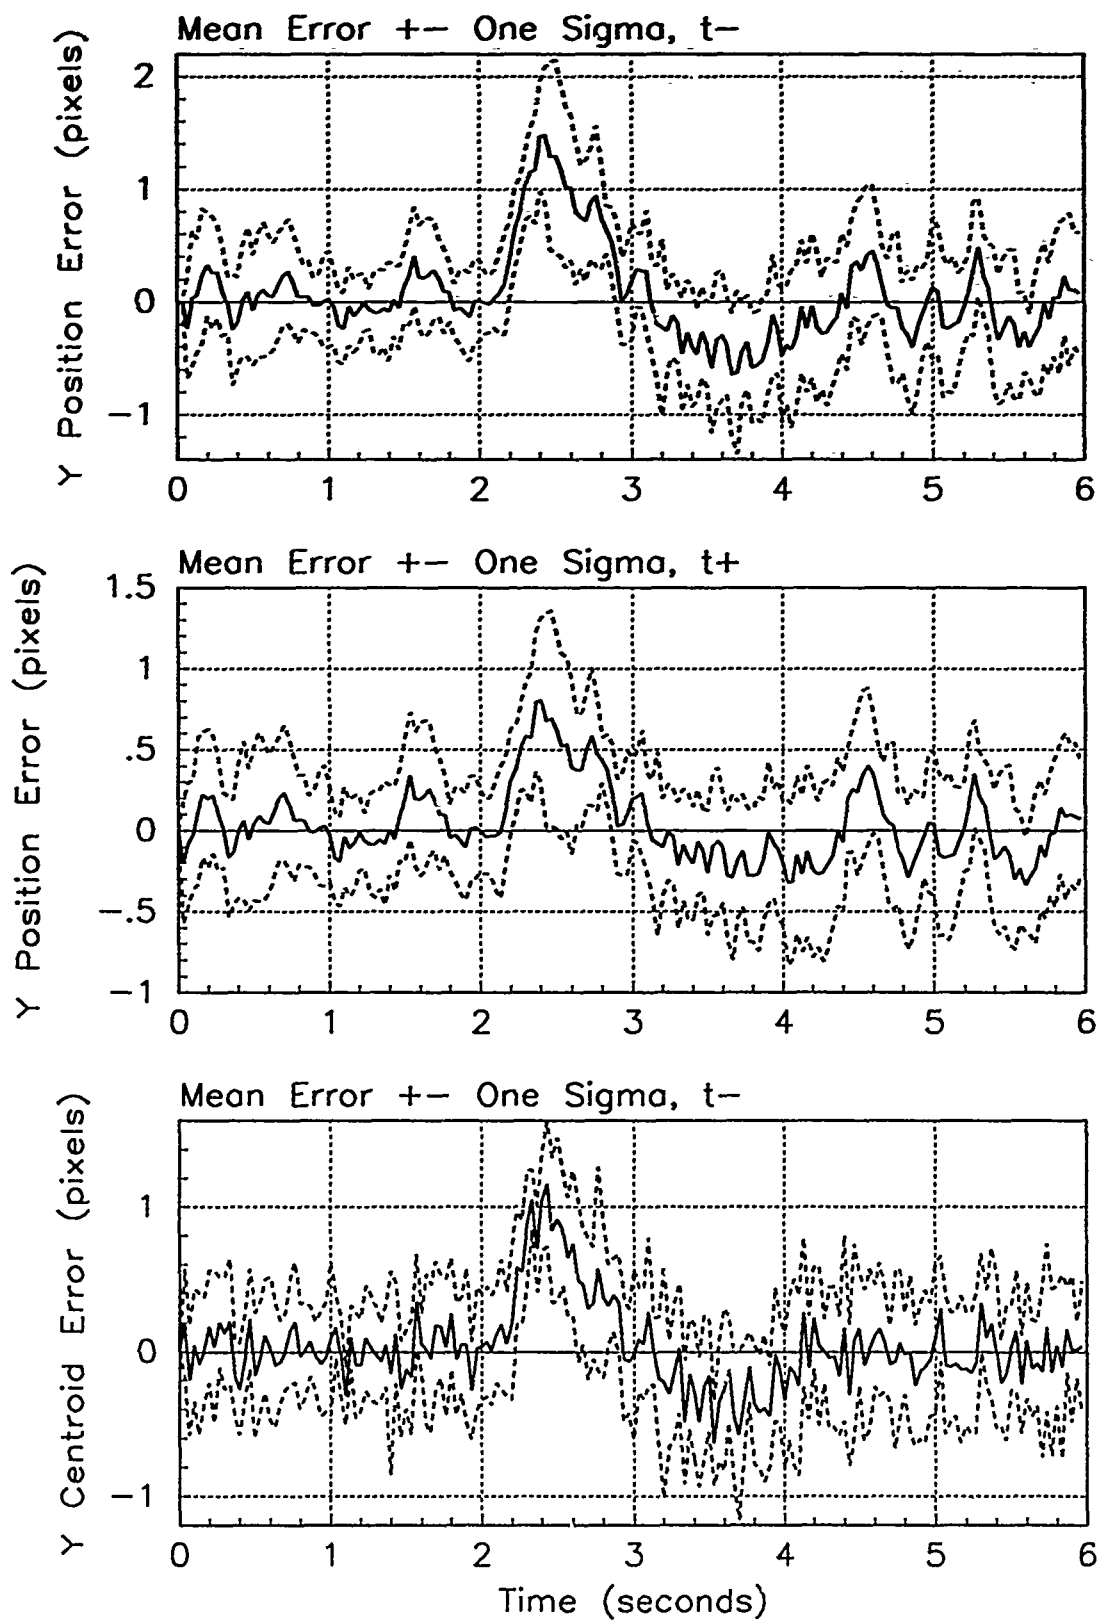 Mean Error +- One Sigma, t-
Y Position Error (pixels)
2
1
0
-1
0 1 2 3 4 5 6
Mean Error +- One Sigma, t+
Y Position Error (pixels)
1.5
1
.5
0
-.5
-1
0 1 2 3 4 5 6
Mean Error +- One Sigma, t-
Y Centroid Error (pixels)
1
0
-1
0 1 2 3 4 5 6
Time (seconds)